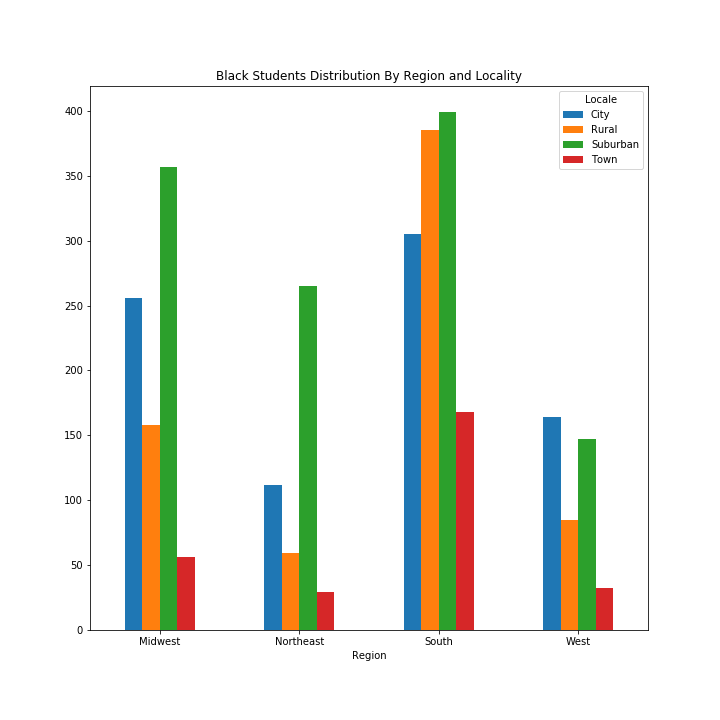 Black Students Distribution By Region and Locality
Locale
City
Rural
Suburban
Town
400
350
300
250
200
150
100
50
0
Midwest Northeast South West
Region